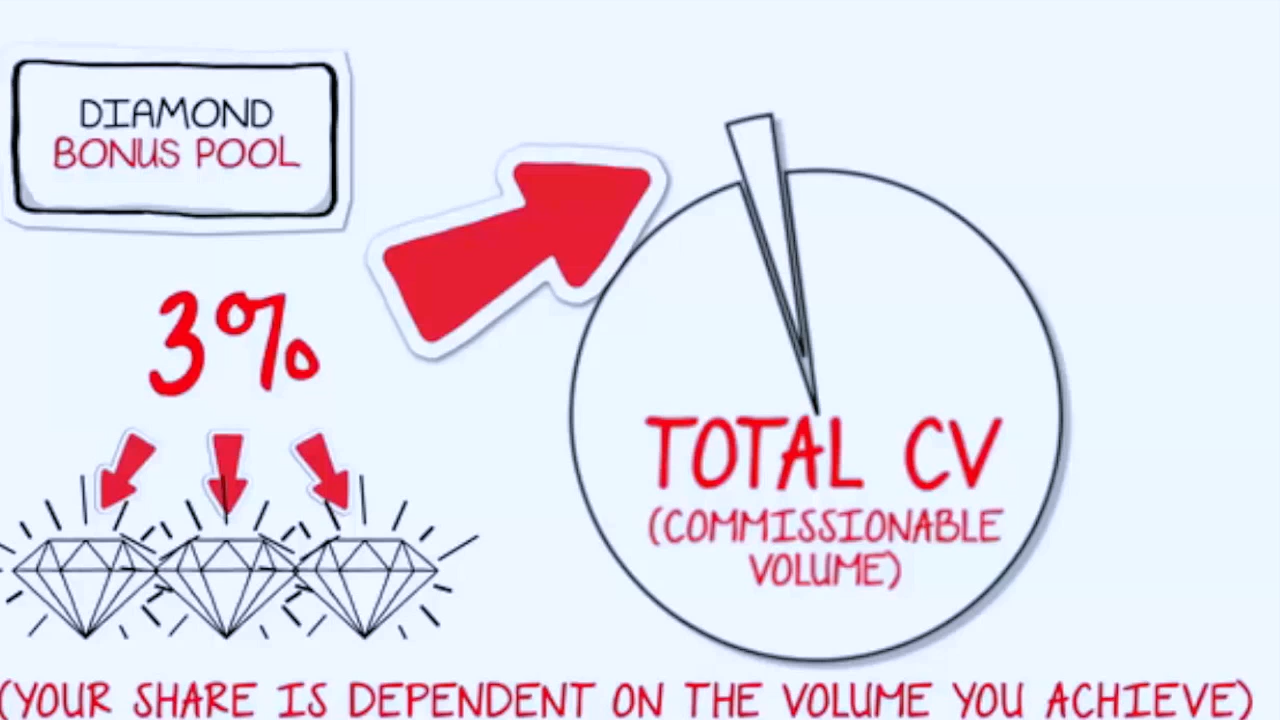 DIAMOND
BONUS POOL
3%
TOTAL CV
(COMMISSIONABLE
VOLUME)
(YOUR SHARE IS DEPENDENT ON THE VOLUME YOU ACHIEVE)